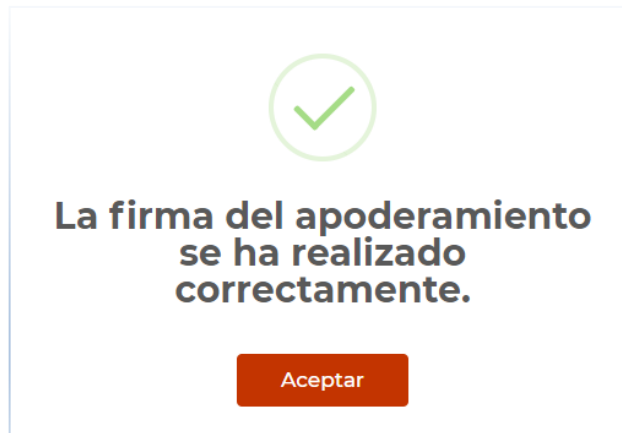 La firma del apoderamiento
se ha realizado
correctamente.
Aceptar